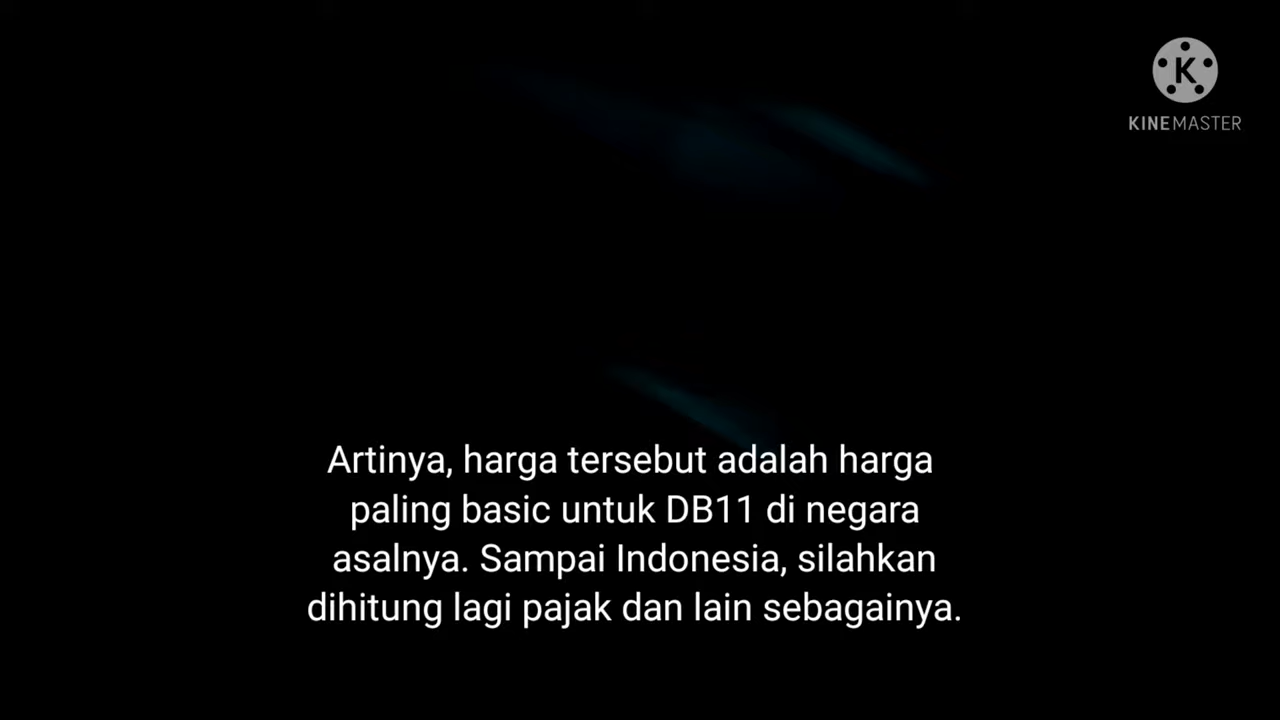 K
KINEMASTER
Artinya, harga tersebut adalah harga
paling basic untuk DB11 di negara
asalnya. Sampai Indonesia, silahkan
dihitung lagi pajak dan lain sebagainya.